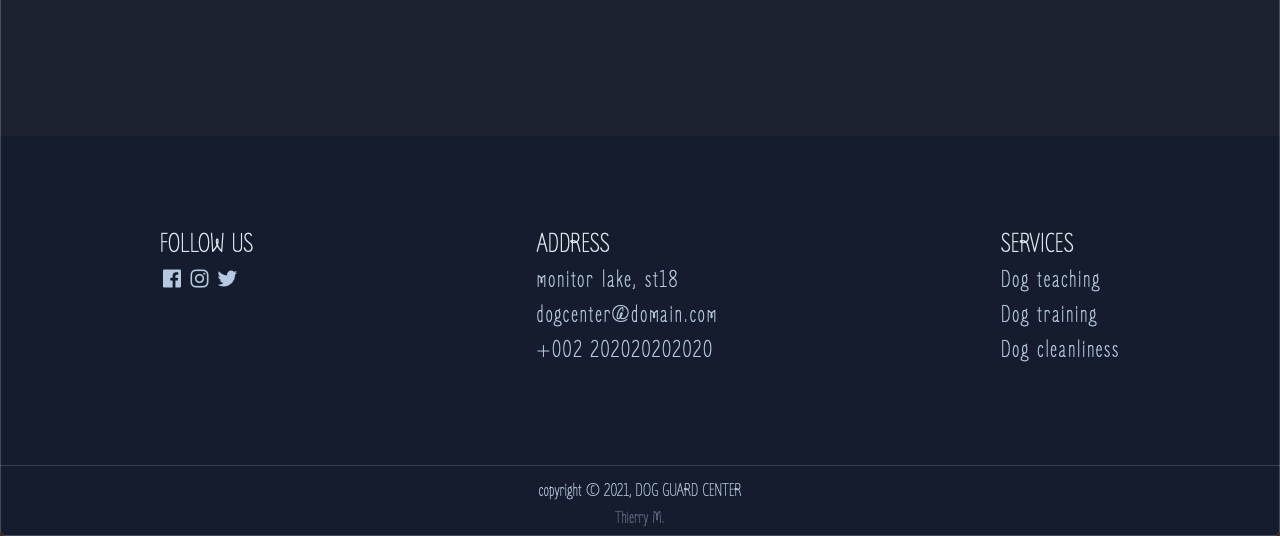 FOLLOW US
ADDRESS
monitor lake, st18
dogcenter@domain.com
+002 202020202020
SERVICES
Dog teaching
Dog training
Dog cleanliness
copyright © 2021, DOG GUARD CENTER
Thierry M.